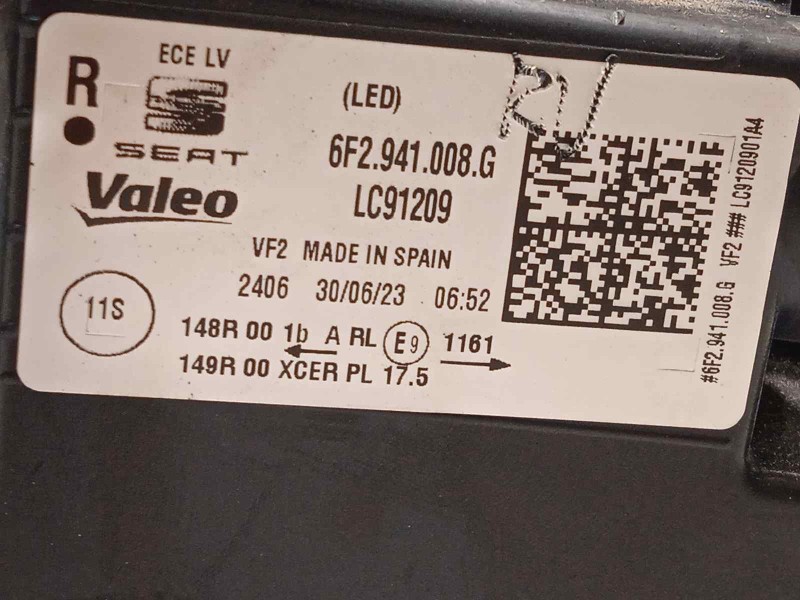 R
ECE LV
SEAT
Valeo
(LED)
6F2.941.008.G
LC91209
VF2 MADE IN SPAIN
2406 30/06/23 06:52
11S
148R 00 1b A RL E9 1161
149R 00 XCER PL 17.5
#6F2.941.008.G VF2 ### LC9120901A4